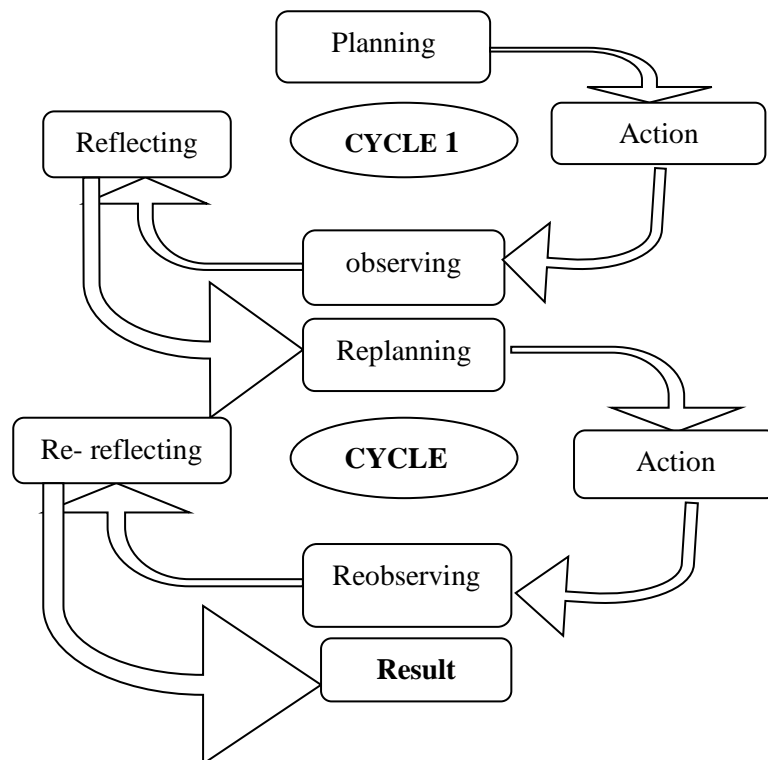 Planning
Reflecting
CYCLE 1
Action
observing
Replanning
Re- reflecting
CYCLE
Action
Reobserving
Result